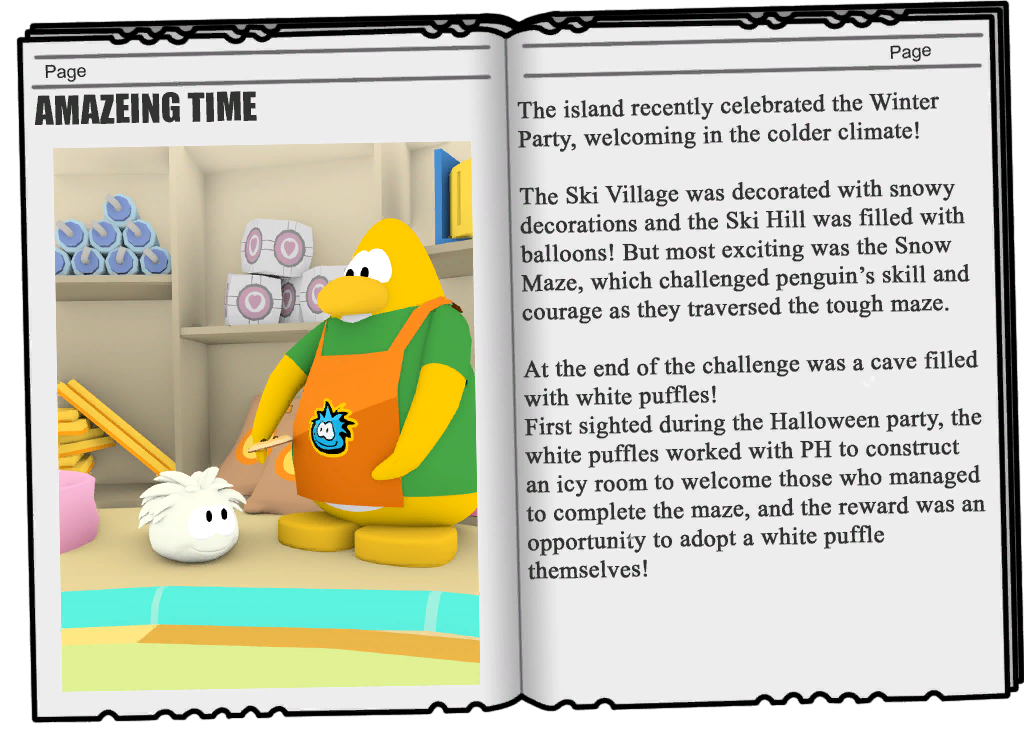 Page
AMAZEING TIME
Page
The island recently celebrated the Winter
Party, welcoming in the colder climate!
The Ski Village was decorated with snowy
decorations and the Ski Hill was filled with
balloons! But most exciting was the Snow
Maze, which challenged penguin's skill and
courage as they traversed the tough maze.
At the end of the challenge was a cave filled
with white puffles!
First sighted during the Halloween party, the
white puffles worked with PH to construct
an icy room to welcome those who managed
to complete the maze, and the reward was an
opportunity to adopt a white puffle
themselves!